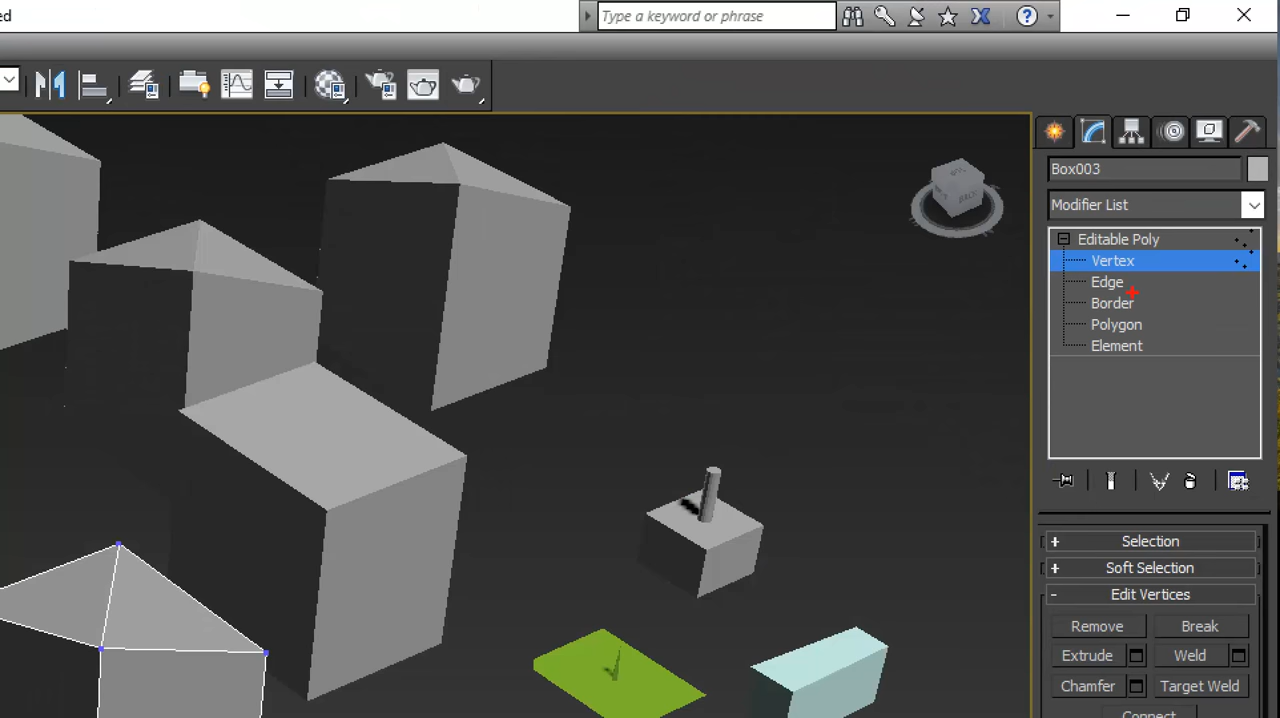 ed
Type a keyword or phrase
Box003
Modifier List
Editable Poly
Vertex
Edge
Border
Polygon
Element
Selection
Soft Selection
Edit Vertices
Remove
Break
Extrude
Weld
Chamfer
Target Weld
Connect